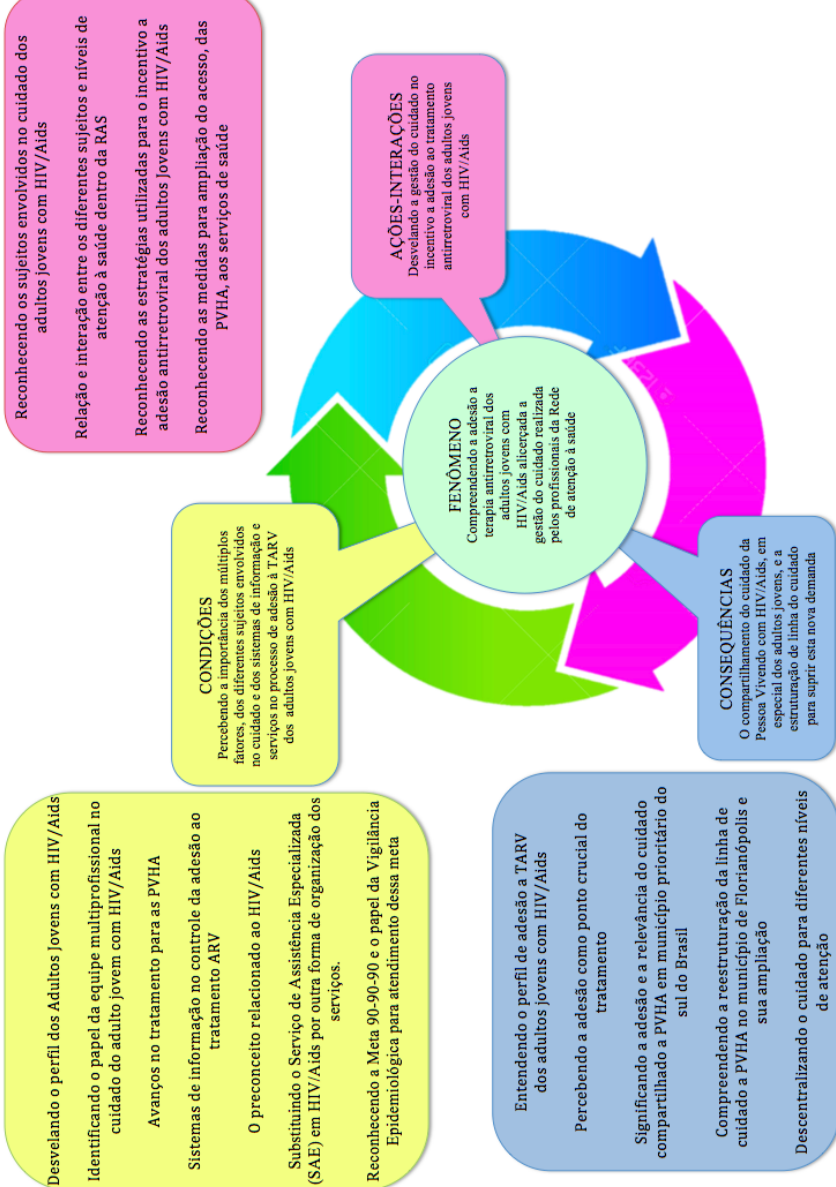 Desvelando o perfil dos Adultos Jovens com HIV/Aids
Identificando o papel da equipe multiprofissional no
cuidado do adulto jovem com HIV/Aids
Avanços no tratamento para as PVHA
Sistemas de informação no controle da adesão ao
tratamento ARV
O preconceito relacionado ao HIV/Aids
Substituindo o Serviço de Assistência Especializada
(SAE) em HIV/Aids por outra forma de organização dos
serviços.
Reconhecendo a Meta 90-90-90 e o papel da Vigilância
Epidemiológica para atendimento dessa meta
CONDIÇÕES
Percebendo a importância dos múltiplos
fatores, dos diferentes sujeitos envolvidos
no cuidado e dos sistemas de informação e
serviços no processo de adesão à TARV
dos adultos jovens com HIV/Aids
Reconhecendo os sujeitos envolvidos no cuidado dos
adultos jovens com HIV/Aids
Relação e interação entre os diferentes sujeitos e níveis de
atenção à saúde dentro da RAS
Reconhecendo as estratégias utilizadas para o incentivo a
adesão antirretroviral dos adultos Jovens com HIV/Aids
Reconhecendo as medidas para ampliação do acesso, das
PVHA, aos serviços de saúde
AÇÕES-INTERAÇÕES
Desvelando a gestão do cuidado no
incentivo a adesão ao tratamento
antirretroviral dos adultos jovens
com HIV/Aids
FENÔMENO
Compreendendo a adesão a
terapia antirretroviral dos
adultos jovens com
HIV/Aids alicerçada a
gestão do cuidado realizada
pelos profissionais da Rede
de atenção à saúde
Entendendo o perfil de adesão a TARV
dos adultos jovens com HIV/Aids
Percebendo a adesão como ponto crucial do
tratamento
Significando a adesão e a relevância do cuidado
compartilhado a PVHA em município prioritário do
sul do Brasil
Compreendendo a reestruturação da linha de
cuidado a PVHA no município de Florianópolis e
sua ampliação
Descentralizando o cuidado para diferentes níveis
de atenção
CONSEQUÊNCIAS
O compartilhamento do cuidado da
Pessoa Vivendo com HIV/Aids, em
especial dos adultos jovens, e a
estruturação de linha do cuidado
para suprir esta nova demanda